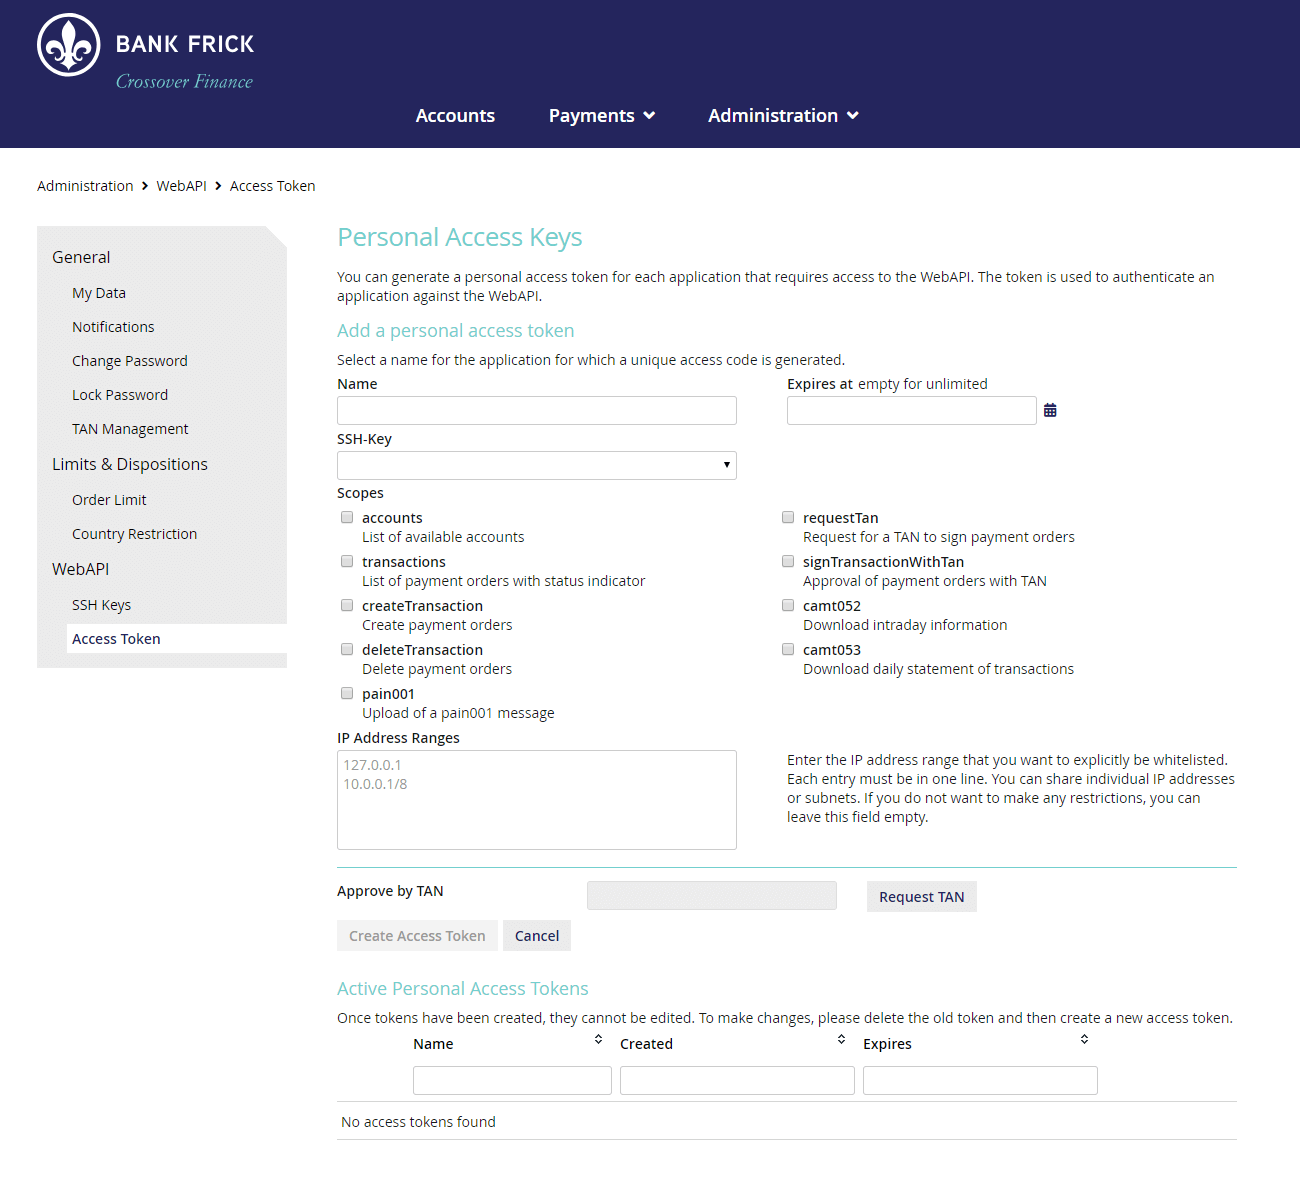 BANK FRICK
Crossover Finance
Accounts Payments Administration
Administration WebAPI Access Token
General
My Data
Notifications
Change Password
Lock Password
TAN Management
Limits & Dispositions
Order Limit
Country Restriction
WebAPI
SSH Keys
Access Token
Personal Access Keys
You can generate a personal access token for each application that requires access to the WebAPI. The token is used to authenticate an
application against the WebAPI.
Add a personal access token
Select a name for the application for which a unique access code is generated.
Name
Expires at empty for unlimited
SSH-Key
Scopes
accounts
List of available accounts
transactions
List of payment orders with status indicator
createTransaction
Create payment orders
deleteTransaction
Delete payment orders
pain001
Upload of a pain001 message
requestTan
Request for a TAN to sign payment orders
signTransactionWithTan
Approval of payment orders with TAN
camt052
Download intraday information
camt053
Download daily statement of transactions
IP Address Ranges
127.0.0.1
10.0.0.1/8
Enter the IP address range that you want to explicitly be whitelisted.
Each entry must be in one line. You can share individual IP addresses
or subnets. If you do not want to make any restrictions, you can
leave this field empty.
Approve by TAN
Request TAN
Create Access Token Cancel
Active Personal Access Tokens
Once tokens have been created, they cannot be edited. To make changes, please delete the old token and then create a new access token.
Name Created Expires
No access tokens found